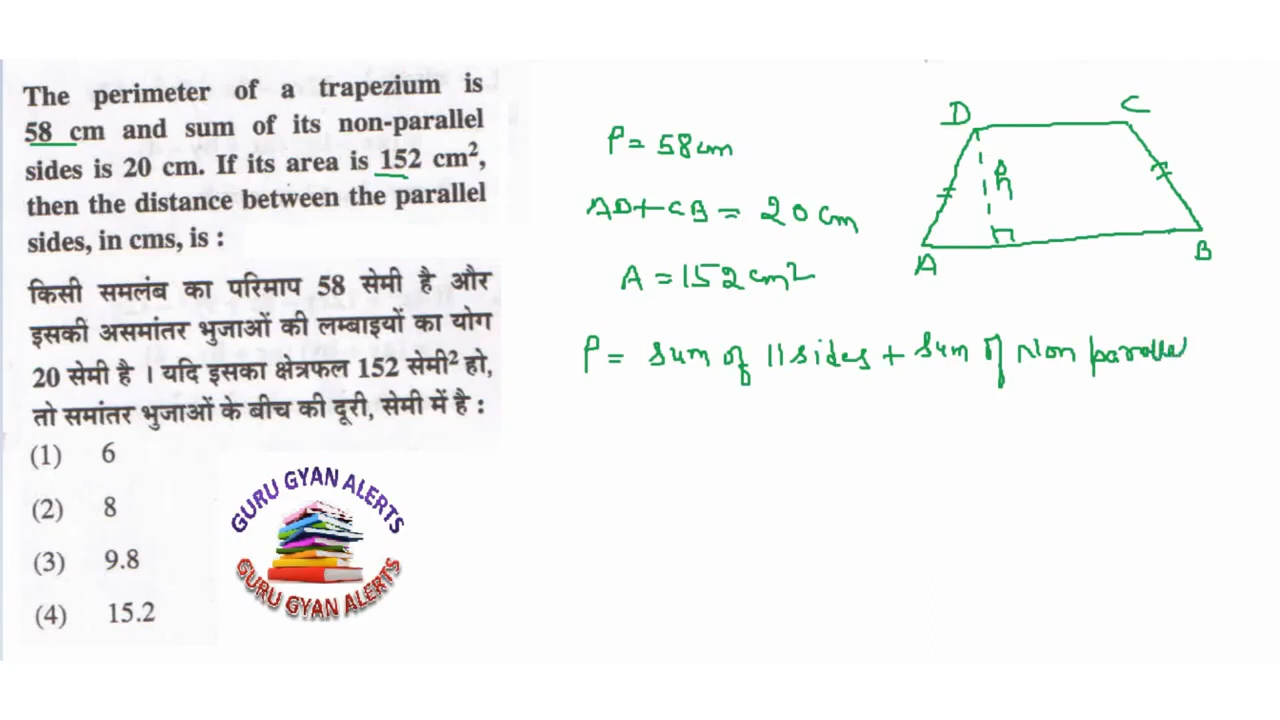 The perimeter of a trapezium is
58 cm and sum of its non-parallel
sides is 20 cm. If its area is 152 cm²,
then the distance between the parallel
sides, in cms, is :
किसी समलंब का परिमाप 58 सेमी है और
इसकी असमांतर भुजाओं की लम्बाइयों का योग
20 सेमी है । यदि इसका क्षेत्रफल 152 सेमी² हो,
तो समांतर भुजाओं के बीच की दूरी, सेमी में है :
(1) 6
(2) 8
(3) 9.8
(4) 15.2
GURU GYAN ALERTS
GURU GYAN ALERTS
P = 58 cm
AD + CB = 20 cm
A = 152 cm²
P = Sum of 11 sides + Sum of Non parallel
D C
h
A B